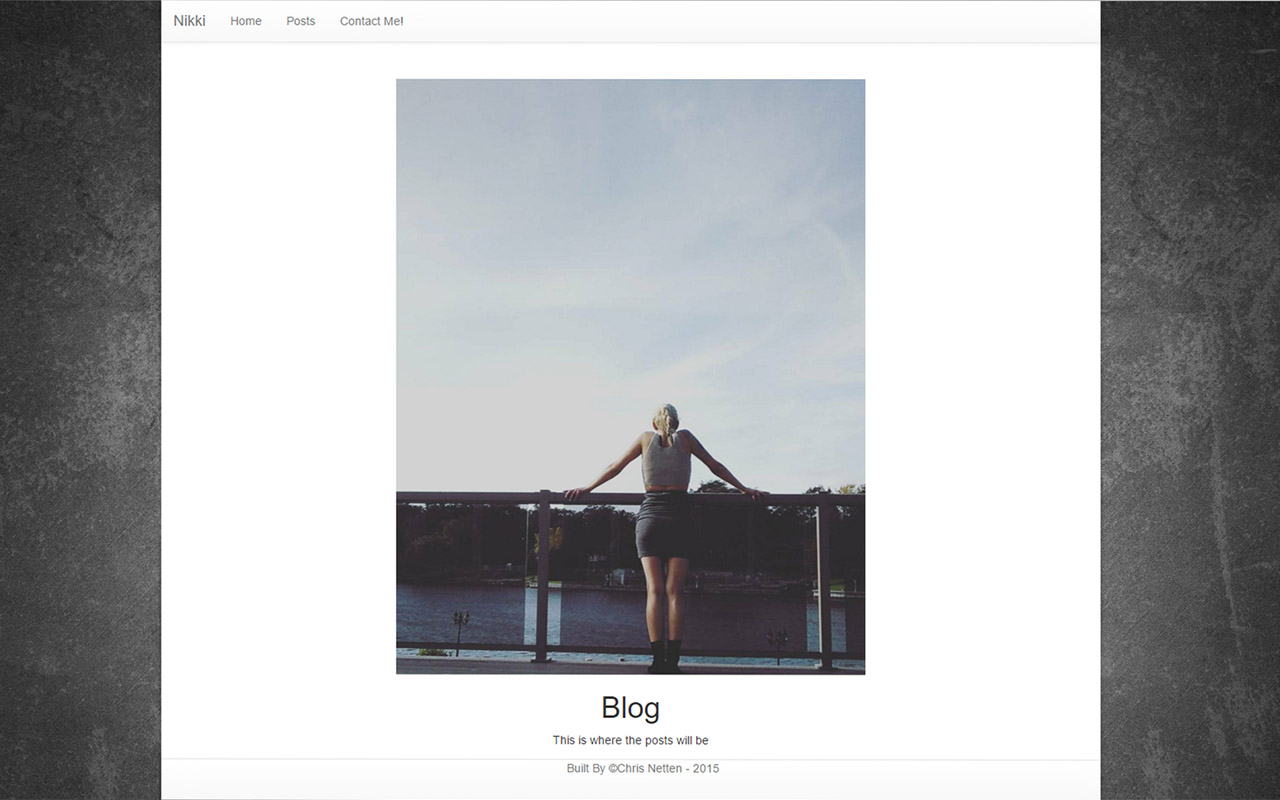 Nikki Home Posts Contact Me!
Blog
This is where the posts will be
Built By ©Chris Netten - 2015